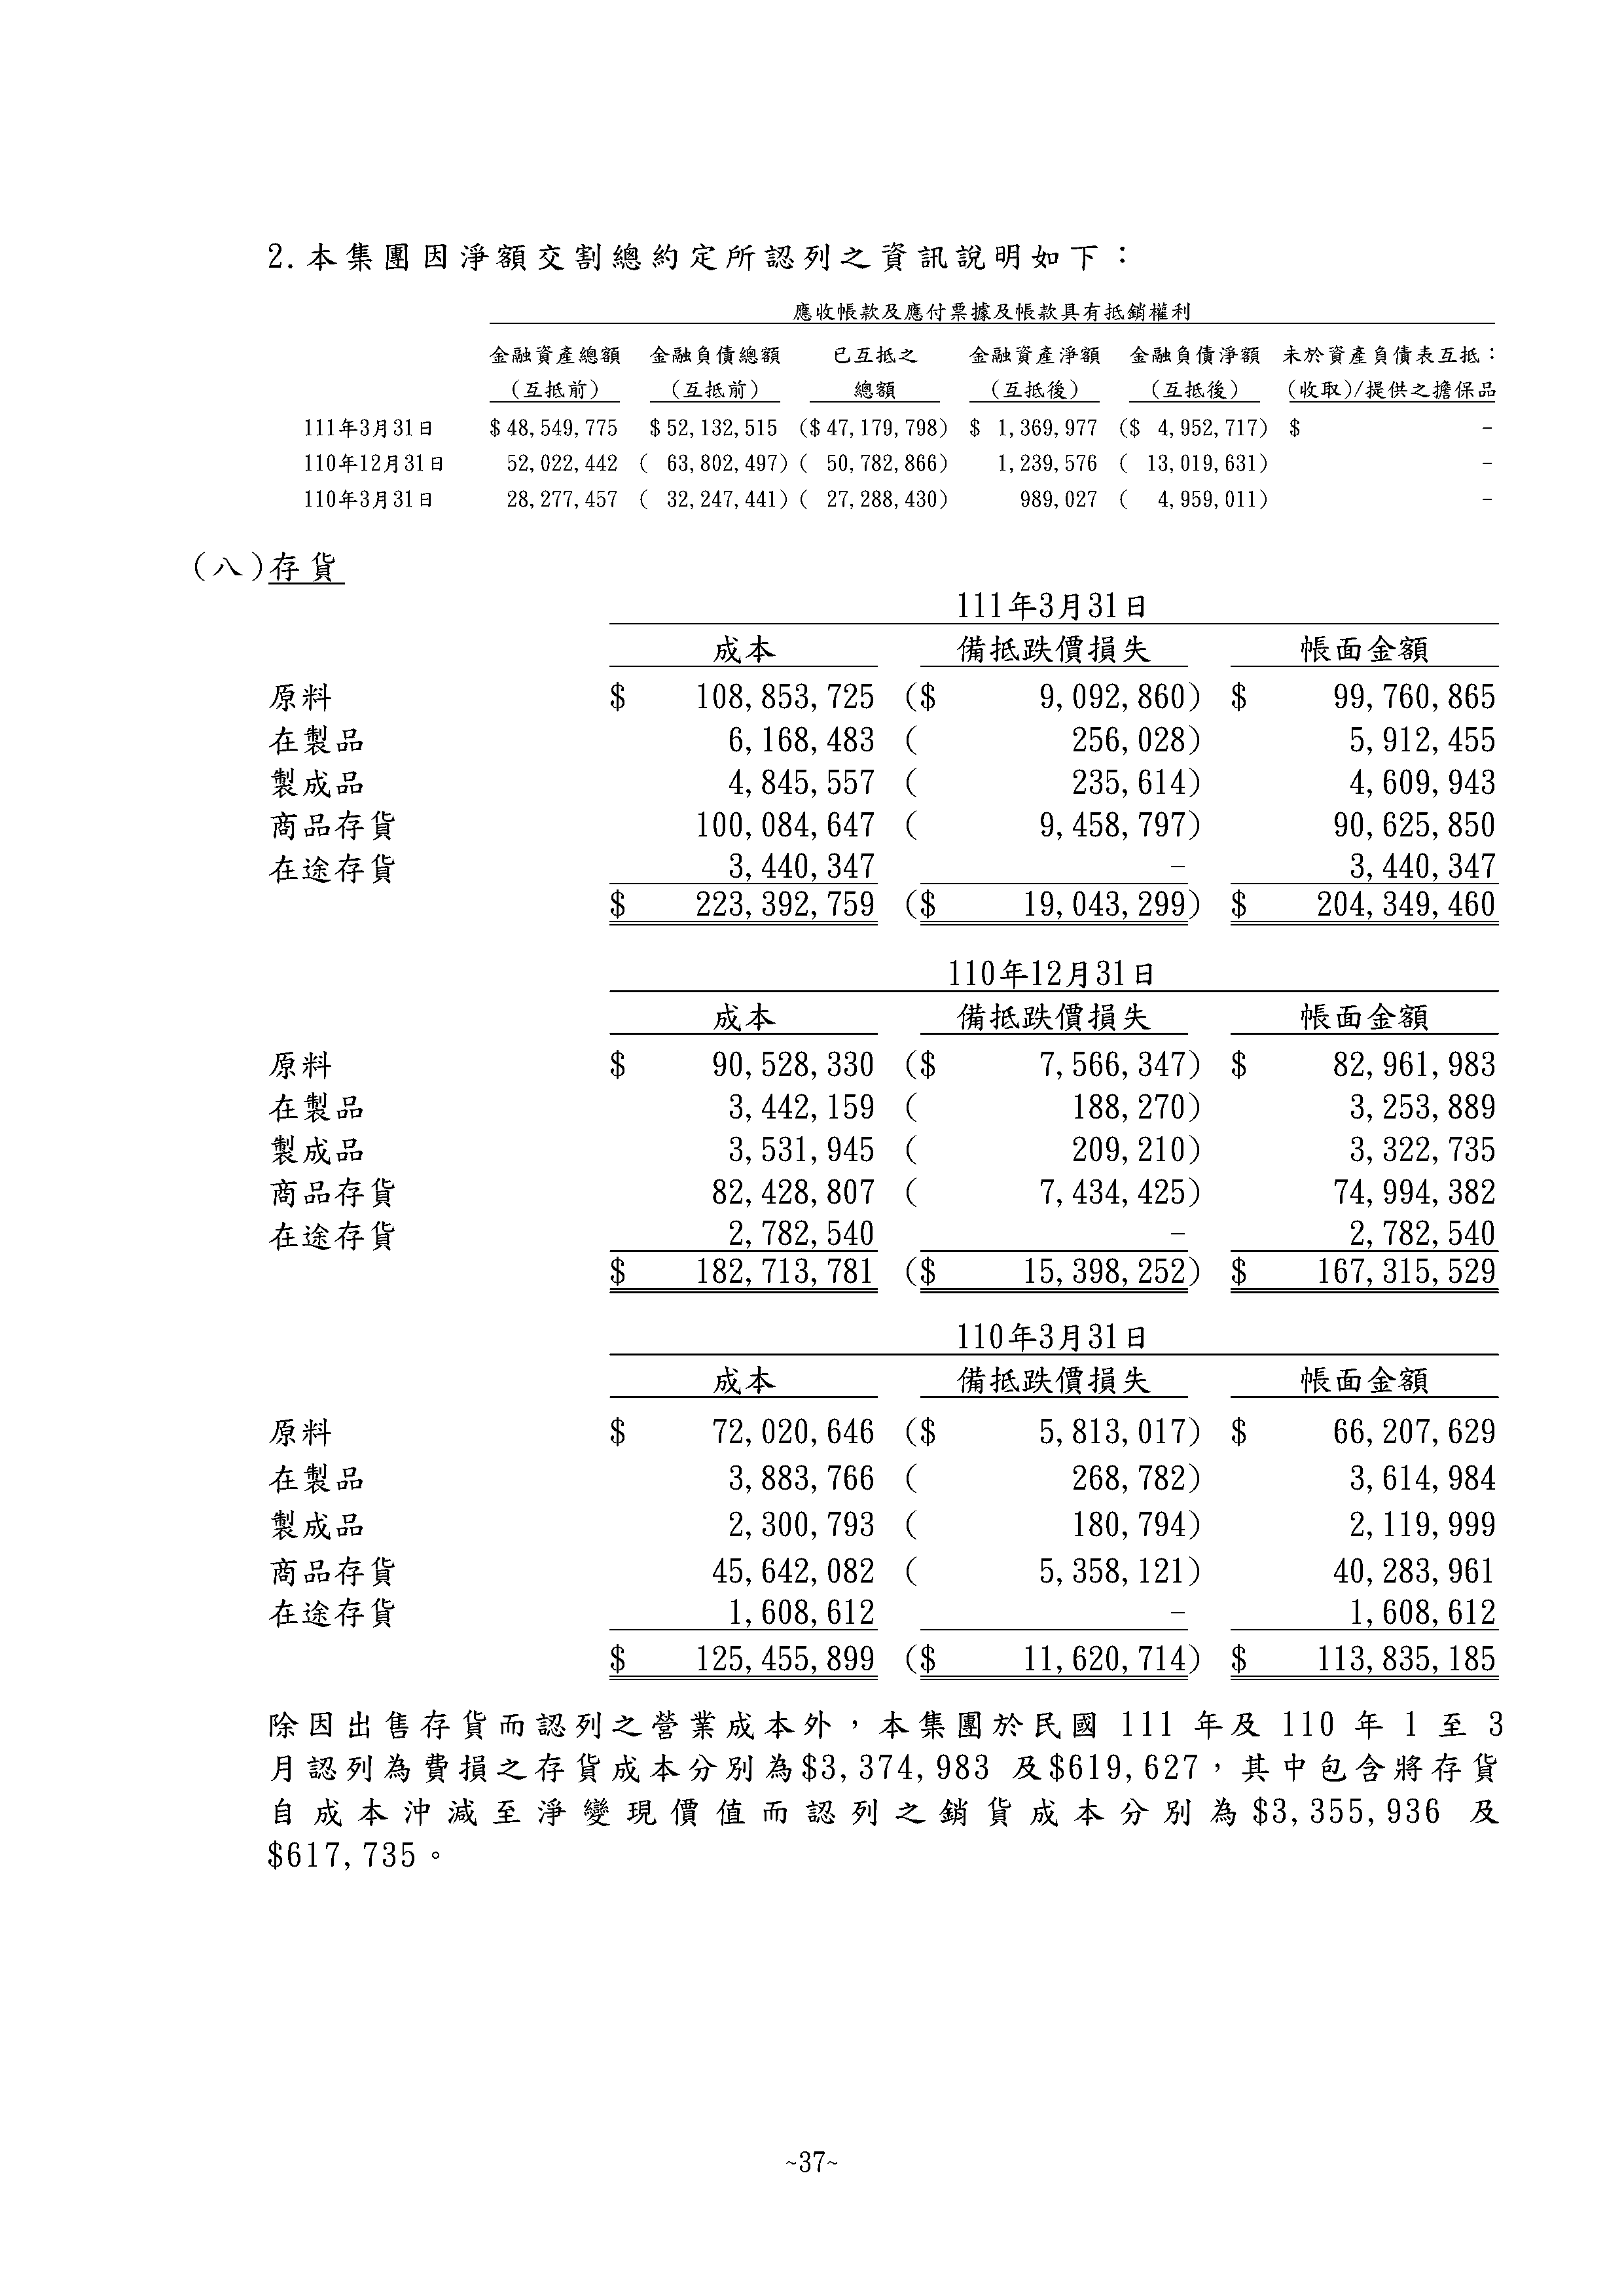 2.本集團因淨額交割總約定所認列之資訊說明如下：
應收帳款及應付票據及帳款具有抵銷權利
金融資產總額 金融負債總額 已互抵之 金融資產淨額 金融負債淨額 未於資產負債表互抵：
(互抵前) (互抵前) 總額 (互抵後) (互抵後) (收取)/提供之擔保品
111年3月31日 $48,549,775 $52,132,515 ($47,179,798) $ 1,369,977 ($ 4,952,717) $ -
110年12月31日 52,022,442 ( 63,802,497) ( 50,782,866) 1,239,576 ( 13,019,631) -
110年3月31日 28,277,457 ( 32,247,441) ( 27,288,430) 989,027 ( 4,959,011) -
(八)存貨
111年3月31日
成本 備抵跌價損失 帳面金額
原料 $ 108,853,725 ($ 9,092,860) $ 99,760,865
在製品 6,168,483 ( 256,028) 5,912,455
製成品 4,845,557 ( 235,614) 4,609,943
商品存貨 100,084,647 ( 9,458,797) 90,625,850
在途存貨 3,440,347 - 3,440,347
$ 223,392,759 ($ 19,043,299) $ 204,349,460
110年12月31日
成本 備抵跌價損失 帳面金額
原料 $ 90,528,330 ($ 7,566,347) $ 82,961,983
在製品 3,442,159 ( 188,270) 3,253,889
製成品 3,531,945 ( 209,210) 3,322,735
商品存貨 82,428,807 ( 7,434,425) 74,994,382
在途存貨 2,782,540 - 2,782,540
$ 182,713,781 ($ 15,398,252) $ 167,315,529
110年3月31日
成本 備抵跌價損失 帳面金額
原料 $ 72,020,646 ($ 5,813,017) $ 66,207,629
在製品 3,883,766 ( 268,782) 3,614,984
製成品 2,300,793 ( 180,794) 2,119,999
商品存貨 45,642,082 ( 5,358,121) 40,283,961
在途存貨 1,608,612 - 1,608,612
$ 125,455,899 ($ 11,620,714) $ 113,835,185
除因出售存貨而認列之營業成本外，本集團於民國 111 年及 110 年 1 至 3
月認列為費損之存貨成本分別為$3,374,983 及$619,627，其中包含將存貨
自成本沖減至淨變現價值而認列之銷貨成本分別為$3,355,936 及
$617,735。
~37~